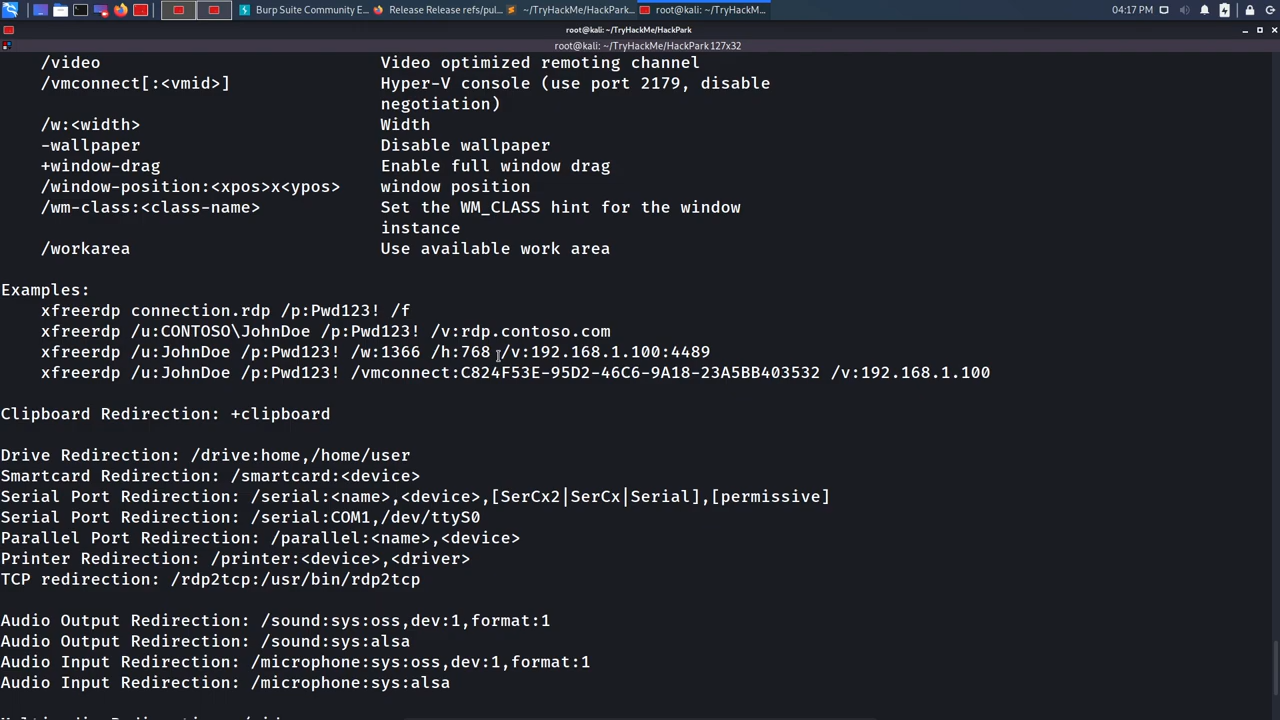 Burp Suite Community E...
Release Release refs/pul...
~/TryHackMe/HackPark...
root@kali: ~/TryHackM...
04:17 PM
root@kali: ~/TryHackMe/HackPark
root@kali: ~/TryHackMe/HackPark 127x32
/video Video optimized remoting channel
/vmconnect[:<vmid>] Hyper-V console (use port 2179, disable
negotiation)
/w:<width> Width
-wallpaper Disable wallpaper
+window-drag Enable full window drag
/window-position:<xpos>x<ypos> window position
/wm-class:<class-name> Set the WM_CLASS hint for the window
instance
/workarea Use available work area
Examples:
xfreerdp connection.rdp /p:Pwd123! /f
xfreerdp /u:CONTOSO\JohnDoe /p:Pwd123! /v:rdp.contoso.com
xfreerdp /u:JohnDoe /p:Pwd123! /w:1366 /h:768 /v:192.168.1.100:4489
xfreerdp /u:JohnDoe /p:Pwd123! /vmconnect:C824F53E-95D2-46C6-9A18-23A5BB403532 /v:192.168.1.100
Clipboard Redirection: +clipboard
Drive Redirection: /drive:home,/home/user
Smartcard Redirection: /smartcard:<device>
Serial Port Redirection: /serial:<name>,<device>,[SerCx2|SerCx|Serial],[permissive]
Serial Port Redirection: /serial:COM1,/dev/ttyS0
Parallel Port Redirection: /parallel:<name>,<device>
Printer Redirection: /printer:<device>,<driver>
TCP redirection: /rdp2tcp:/usr/bin/rdp2tcp
Audio Output Redirection: /sound:sys:oss,dev:1,format:1
Audio Output Redirection: /sound:sys:alsa
Audio Input Redirection: /microphone:sys:oss,dev:1,format:1
Audio Input Redirection: /microphone:sys:alsa